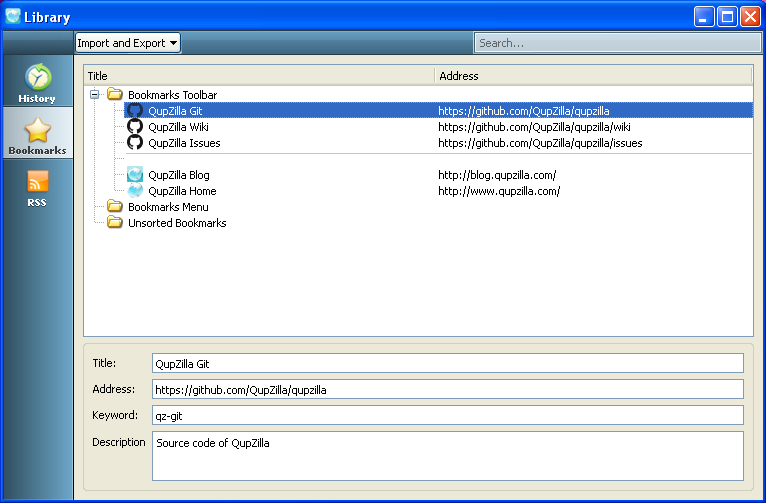 Library
Import and Export
Search...
History
Bookmarks
RSS
Title Address
Bookmarks Toolbar
QupZilla Git https://github.com/QupZilla/qupzilla
QupZilla Wiki https://github.com/QupZilla/qupzilla/wiki
QupZilla Issues https://github.com/QupZilla/qupzilla/issues
QupZilla Blog http://blog.qupzilla.com/
QupZilla Home http://www.qupzilla.com/
Bookmarks Menu
Unsorted Bookmarks
Title: QupZilla Git
Address: https://github.com/QupZilla/qupzilla
Keyword: qz-git
Description Source code of QupZilla